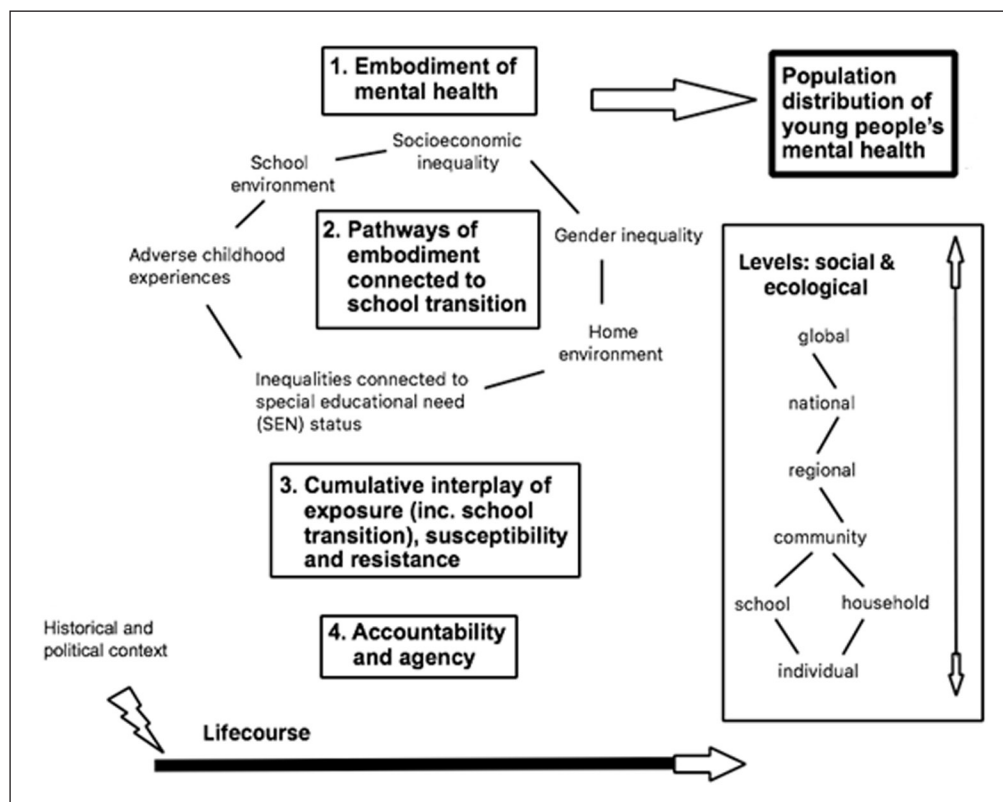 1. Embodiment of
mental health
Population
distribution of
young people's
mental health
Socioeconomic
inequality
School
environment
2. Pathways of
embodiment
connected to
school transition
Gender inequality
Adverse childhood
experiences
Home
environment
Inequalities connected to
special educational need
(SEN) status
3. Cumulative interplay of
exposure (inc. school
transition), susceptibility
and resistance
4. Accountability
and agency
Historical and
political context
Lifecourse
Levels: social &
ecological
global
national
regional
community
school household
individual